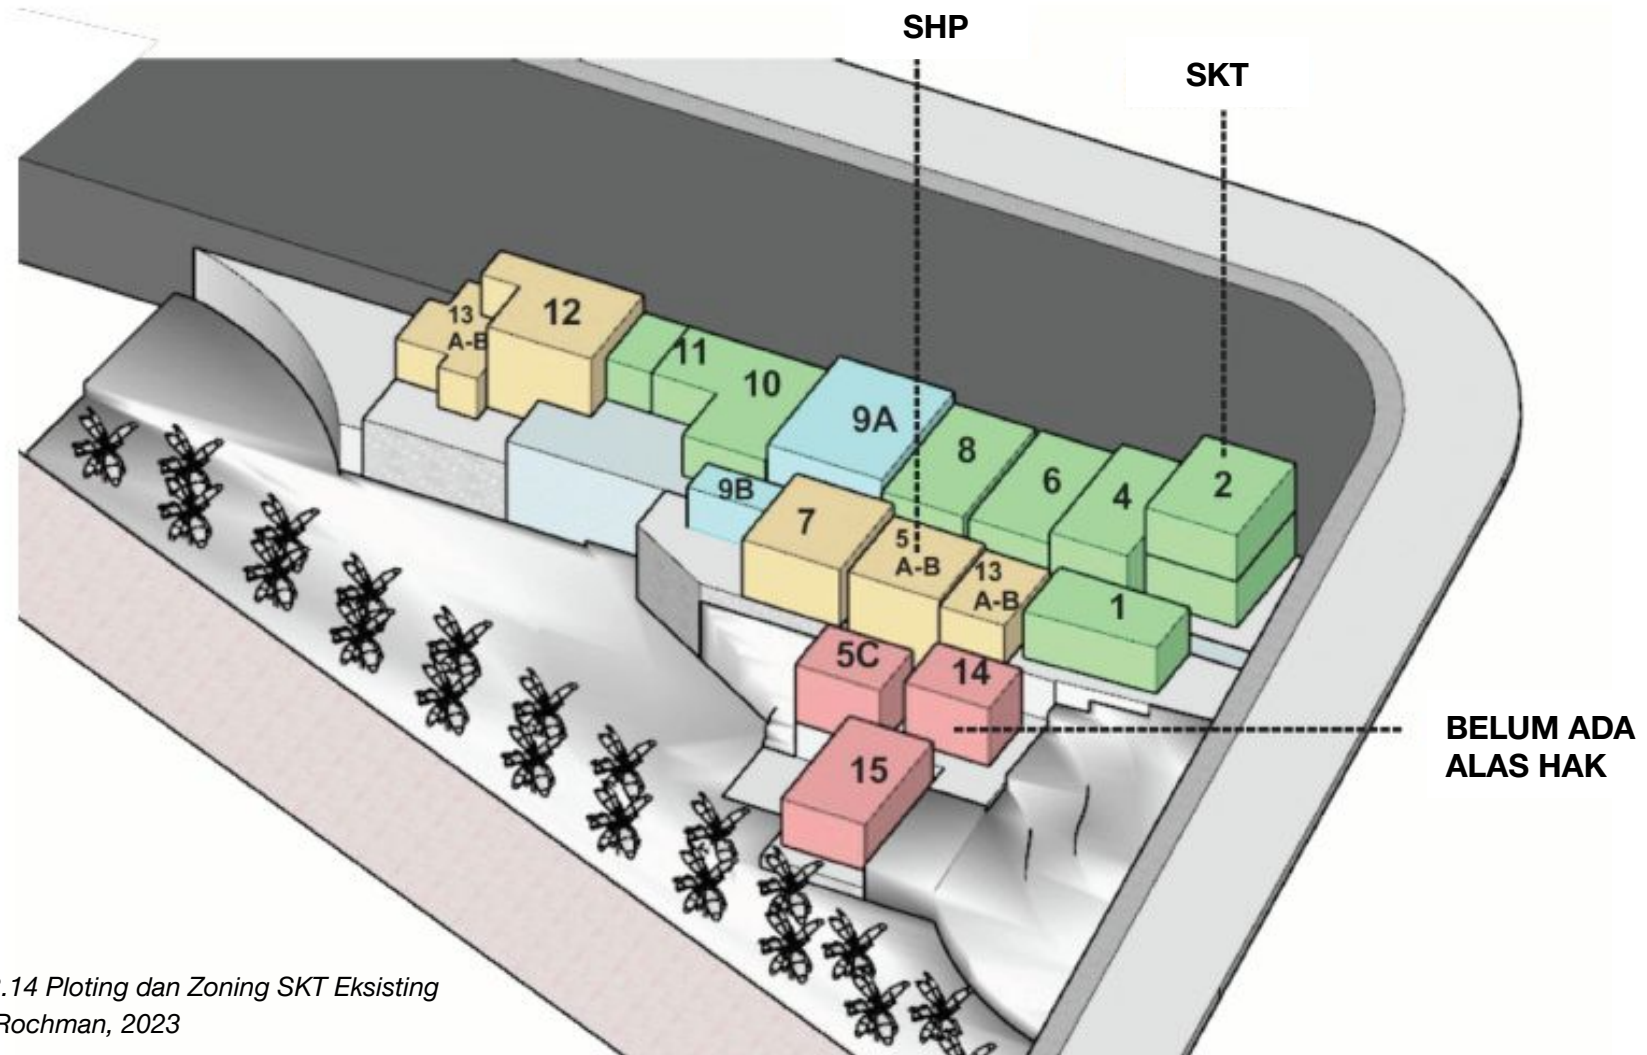 SHP
SKT
13
A-B
12
11
10
9A
8
6
4
2
9B
7
5
A-B
13
A-B
1
5C
14
15
BELUM ADA
ALAS HAK
.14 Ploting dan Zoning SKT Eksisting
Rochman, 2023